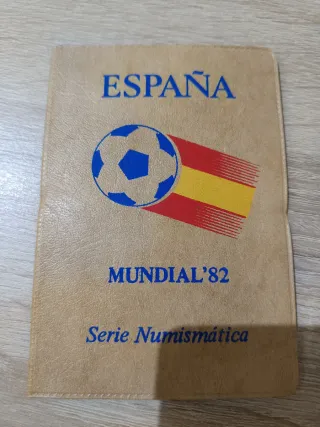 ESPAÑA
MUNDIAL'82
Serie Numismática